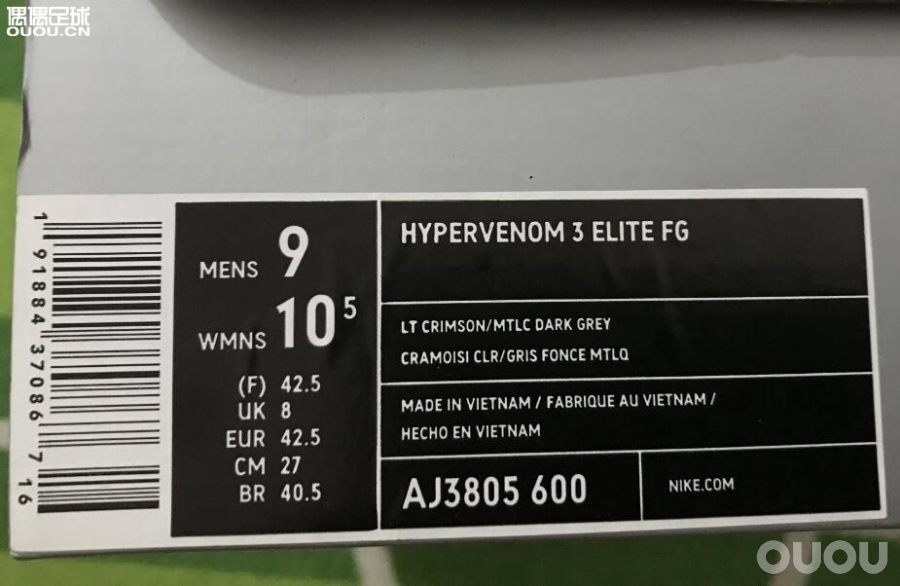 偶偶足球
OUOU.CN
1 91884 37086 7 16
MENS 9
WMNS 10 5
(F) 42.5
UK 8
EUR 42.5
CM 27
BR 40.5
HYPERVENOM 3 ELITE FG
LT CRIMSON/MTLC DARK GREY
CRAMOISI CLR/GRIS FONCE MTLQ
MADE IN VIETNAM / FABRIQUE AU VIETNAM /
HECHO EN VIETNAM
AJ3805 600
NIKE.COM
OUOU